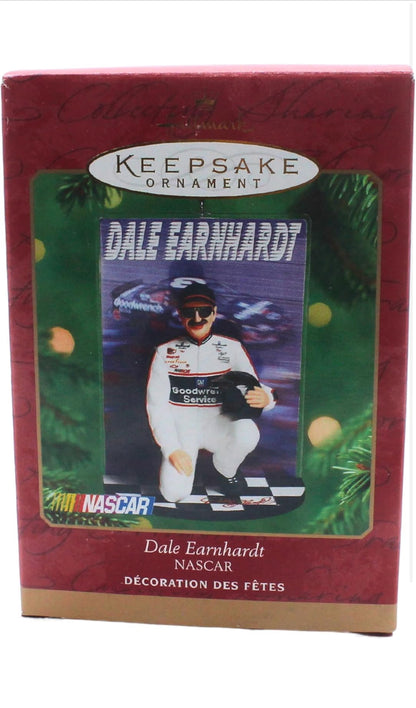 Hallmark
KEEPSAKE
ORNAMENT
DALE EARNHARDT
Goodwrench
Goodwrench
Service
NASCAR
Dale Earnhardt
NASCAR
DÉCORATION DES FÊTES